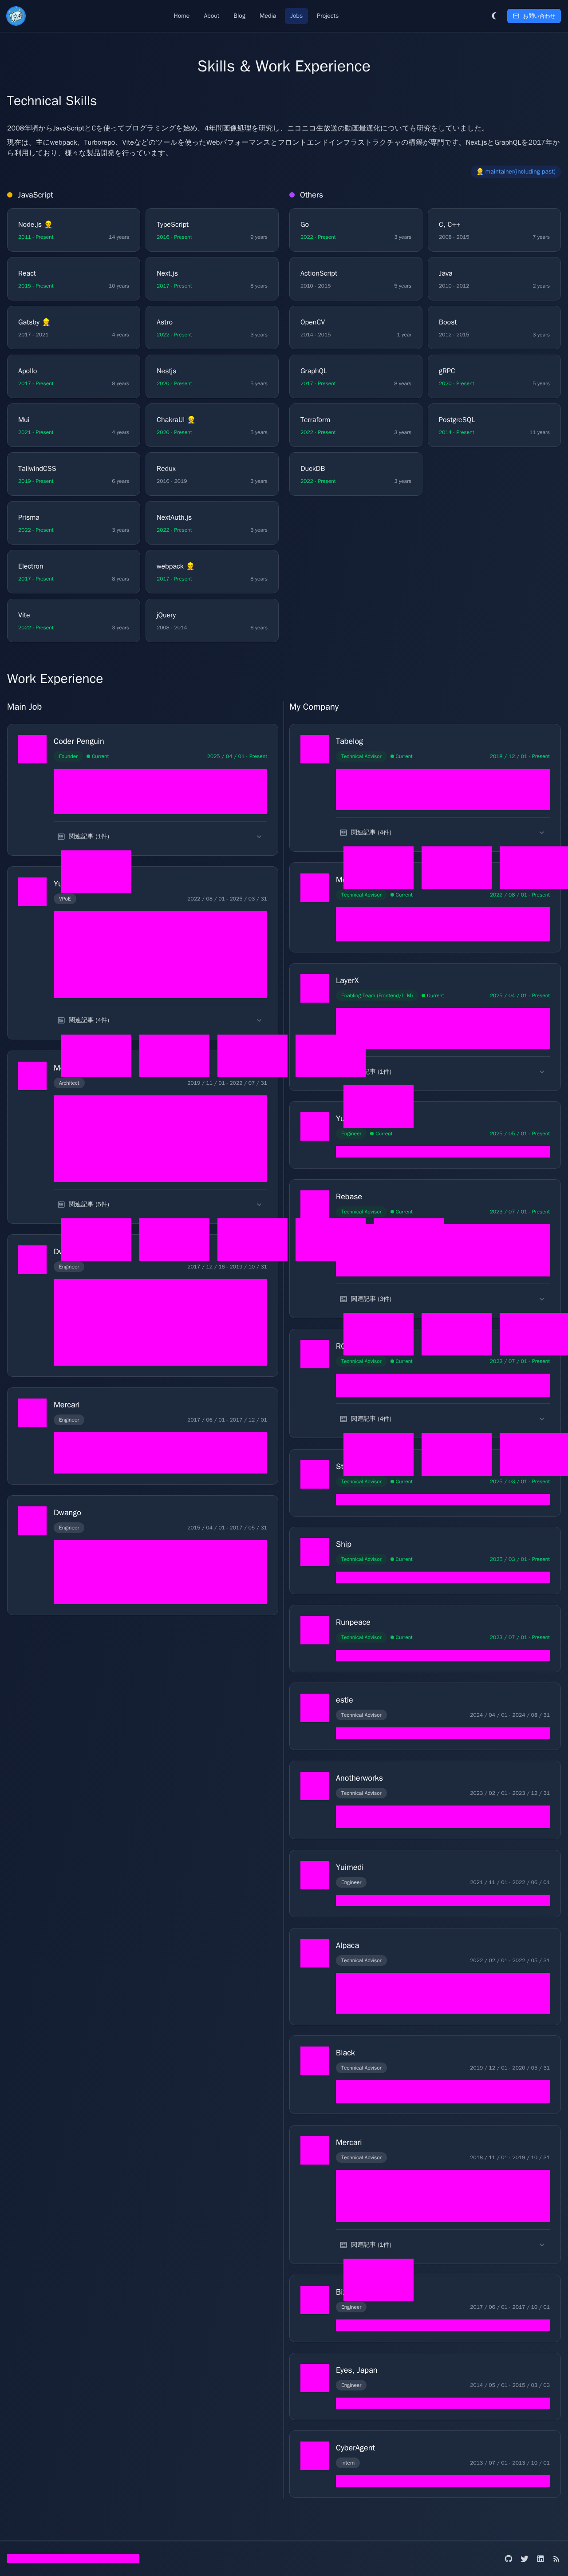 Home
About
Blog
Media
Jobs
Projects
お問い合わせ
Skills & Work Experience
Technical Skills
2008年頃からJavaScriptとCを使ってプログラミングを始め、4年間画像処理を研究し、ニコニコ生放送の動画最適化についても研究をしていました。
現在は、主にwebpack、Turborepo、Viteなどのツールを使ったWebパフォーマンスとフロントエンドインフラストラクチャの構築が専門です。Next.jsとGraphQLを2017年か
ら利用しており、様々な製品開発を行っています。
👷 maintainer(including past)
JavaScript
Node.js 👷
2011 - Present 14 years
TypeScript
2016 - Present 9 years
React
2015 - Present 10 years
Next.js
2017 - Present 8 years
Gatsby 👷
2017 - 2021 4 years
Astro
2022 - Present 3 years
Apollo
2017 - Present 8 years
Nestjs
2020 - Present 5 years
Mui
2021 - Present 4 years
ChakraUI 👷
2020 - Present 5 years
TailwindCSS
2019 - Present 6 years
Redux
2016 - 2019 3 years
Prisma
2022 - Present 3 years
NextAuth.js
2022 - Present 3 years
Electron
2017 - Present 8 years
webpack 👷
2017 - Present 8 years
Vite
2022 - Present 3 years
jQuery
2008 - 2014 6 years
Others
Go
2022 - Present 3 years
C, C++
2008 - 2015 7 years
ActionScript
2010 - 2015 5 years
Java
2010 - 2012 2 years
OpenCV
2014 - 2015 1 year
Boost
2012 - 2015 3 years
GraphQL
2017 - Present 8 years
gRPC
2020 - Present 5 years
Terraform
2022 - Present 3 years
PostgreSQL
2014 - Present 11 years
DuckDB
2022 - Present 3 years
Work Experience
Main Job
Coder Penguin
Founder Current 2025 / 04 / 01 - Present
関連記事 (1件)
VPoE 2022 / 08 / 01 - 2025 / 03 / 31
関連記事 (4件)
Architect 2019 / 11 / 01 - 2022 / 07 / 31
関連記事 (5件)
Engineer 2017 / 12 / 16 - 2019 / 10 / 31
Mercari
Engineer 2017 / 06 / 01 - 2017 / 12 / 01
Dwango
Engineer 2015 / 04 / 01 - 2017 / 05 / 31
My Company
Tabelog
Technical Advisor Current 2018 / 12 / 01 - Present
関連記事 (4件)
Technical Advisor Current 2022 / 08 / 01 - Present
LayerX
Enabling Team (Frontend/LLM) Current 2025 / 04 / 01 - Present
(1件)
Engineer Current 2025 / 05 / 01 - Present
Rebase
Technical Advisor Current 2023 / 07 / 01 - Present
関連記事 (3件)
Technical Advisor Current 2023 / 07 / 01 - Present
関連記事 (4件)
Technical Advisor Current 2025 / 03 / 01 - Present
Ship
Technical Advisor Current 2025 / 03 / 01 - Present
Runpeace
Technical Advisor Current 2023 / 07 / 01 - Present
estie
Technical Advisor 2024 / 04 / 01 - 2024 / 08 / 31
Anotherworks
Technical Advisor 2023 / 02 / 01 - 2023 / 12 / 31
Yuimedi
Engineer 2021 / 11 / 01 - 2022 / 06 / 01
Alpaca
Technical Advisor 2022 / 02 / 01 - 2022 / 05 / 31
Black
Technical Advisor 2019 / 12 / 01 - 2020 / 05 / 31
Mercari
Technical Advisor 2018 / 11 / 01 - 2019 / 10 / 31
関連記事 (1件)
Engineer 2017 / 06 / 01 - 2017 / 10 / 01
Eyes, Japan
Engineer 2014 / 05 / 01 - 2015 / 03 / 03
CyberAgent
Intern 2013 / 07 / 01 - 2013 / 10 / 01